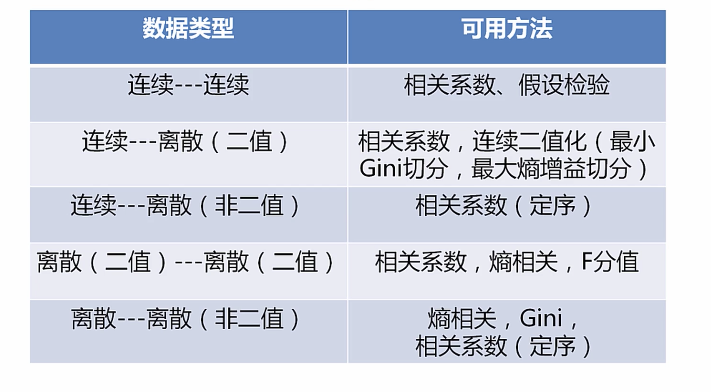 数据类型
可用方法
连续---连续
相关系数、假设检验
连续---离散（二值）
相关系数，连续二值化（最小
Gini切分，最大熵增益切分）
连续---离散（非二值）
相关系数（定序）
离散（二值）---离散（二值）
相关系数，熵相关，F分值
离散---离散（非二值）
熵相关，Gini，
相关系数（定序）